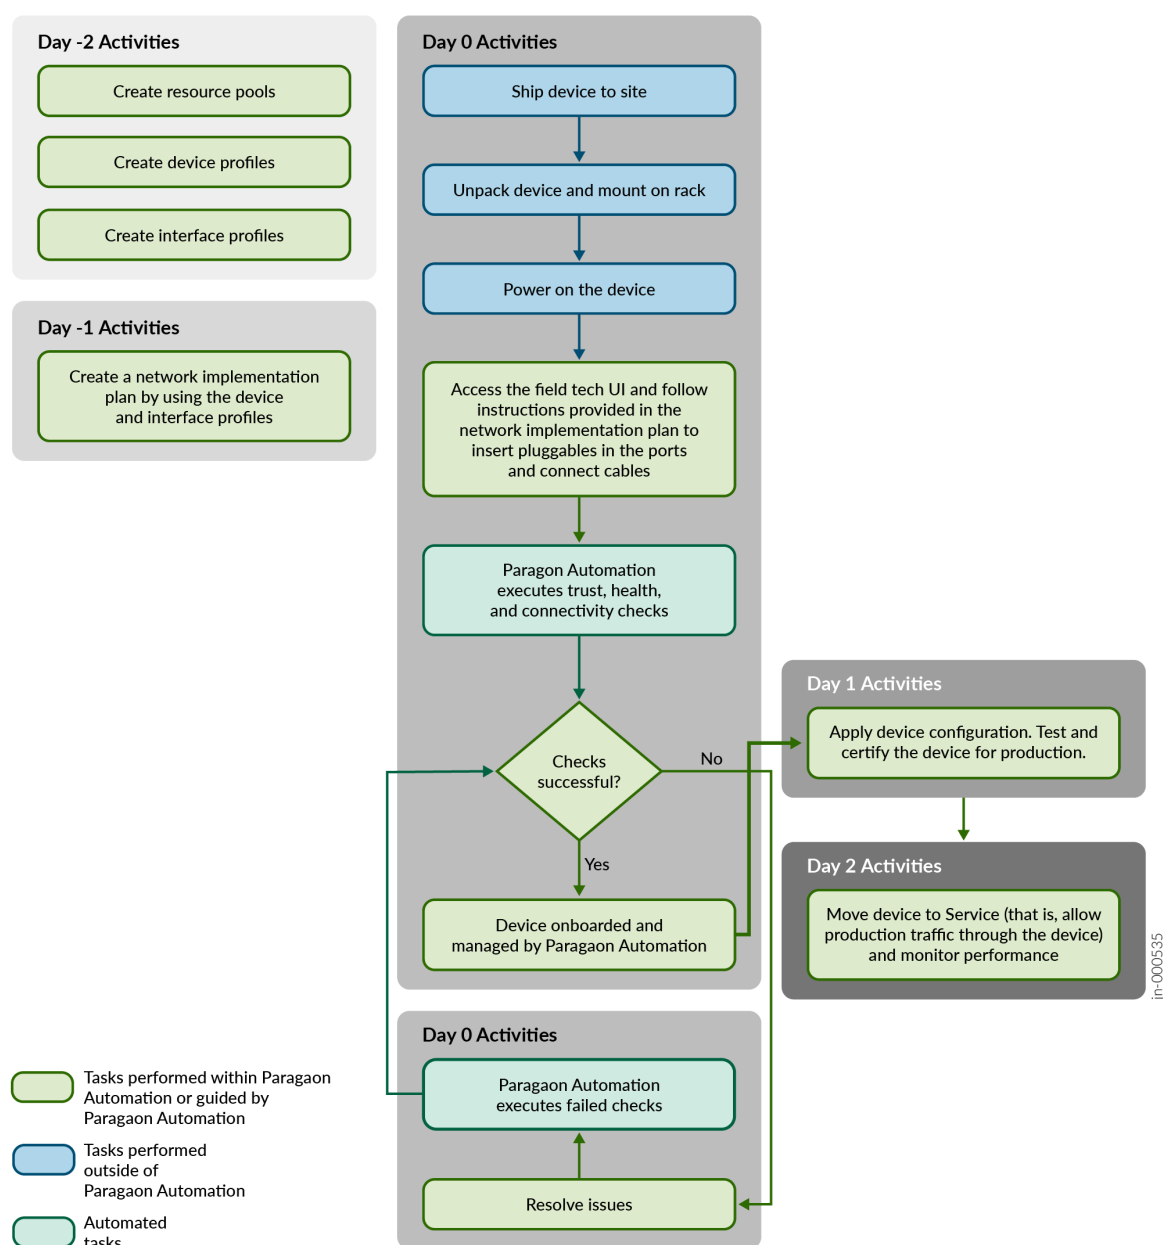 Day -2 Activities
Create resource pools
Create device profiles
Create interface profiles
Day -1 Activities
Create a network implementation
plan by using the device
and interface profiles
Day 0 Activities
Ship device to site
Unpack device and mount on rack
Power on the device
Access the field tech UI and follow
instructions provided in the
network implementation plan to
insert pluggables in the ports
and connect cables
Paragon Automation
executes trust, health,
and connectivity checks
Checks
successful?
No
Yes
Device onboarded and
managed by Paragaon Automation
Day 1 Activities
Apply device configuration. Test and
certify the device for production.
Day 2 Activities
Move device to Service (that is, allow
production traffic through the device)
and monitor performance
in-000535
Day 0 Activities
Paragaon Automation
executes failed checks
Resolve issues
Tasks performed within Paragaon
Automation or guided by
Paragaon Automation
Tasks performed
outside of
Paragaon Automation
Automated
tasks